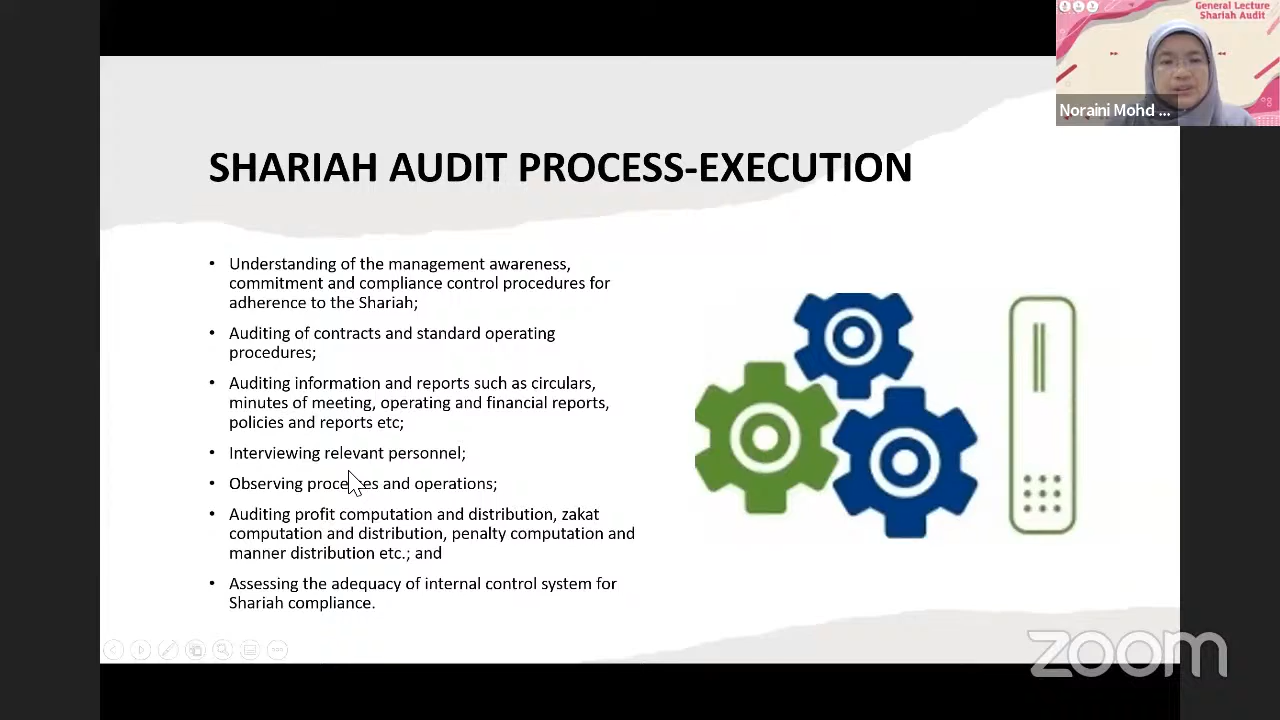 General Lecture
Shariah Audit
Noraini Mohd ...
SHARIAH AUDIT PROCESS-EXECUTION
• Understanding of the management awareness,
commitment and compliance control procedures for
adherence to the Shariah;
• Auditing of contracts and standard operating
procedures;
• Auditing information and reports such as circulars,
minutes of meeting, operating and financial reports,
policies and reports etc;
• Interviewing relevant personnel;
• Observing processes and operations;
• Auditing profit computation and distribution, zakat
computation and distribution, penalty computation and
manner distribution etc.; and
• Assessing the adequacy of internal control system for
Shariah compliance.
zoom